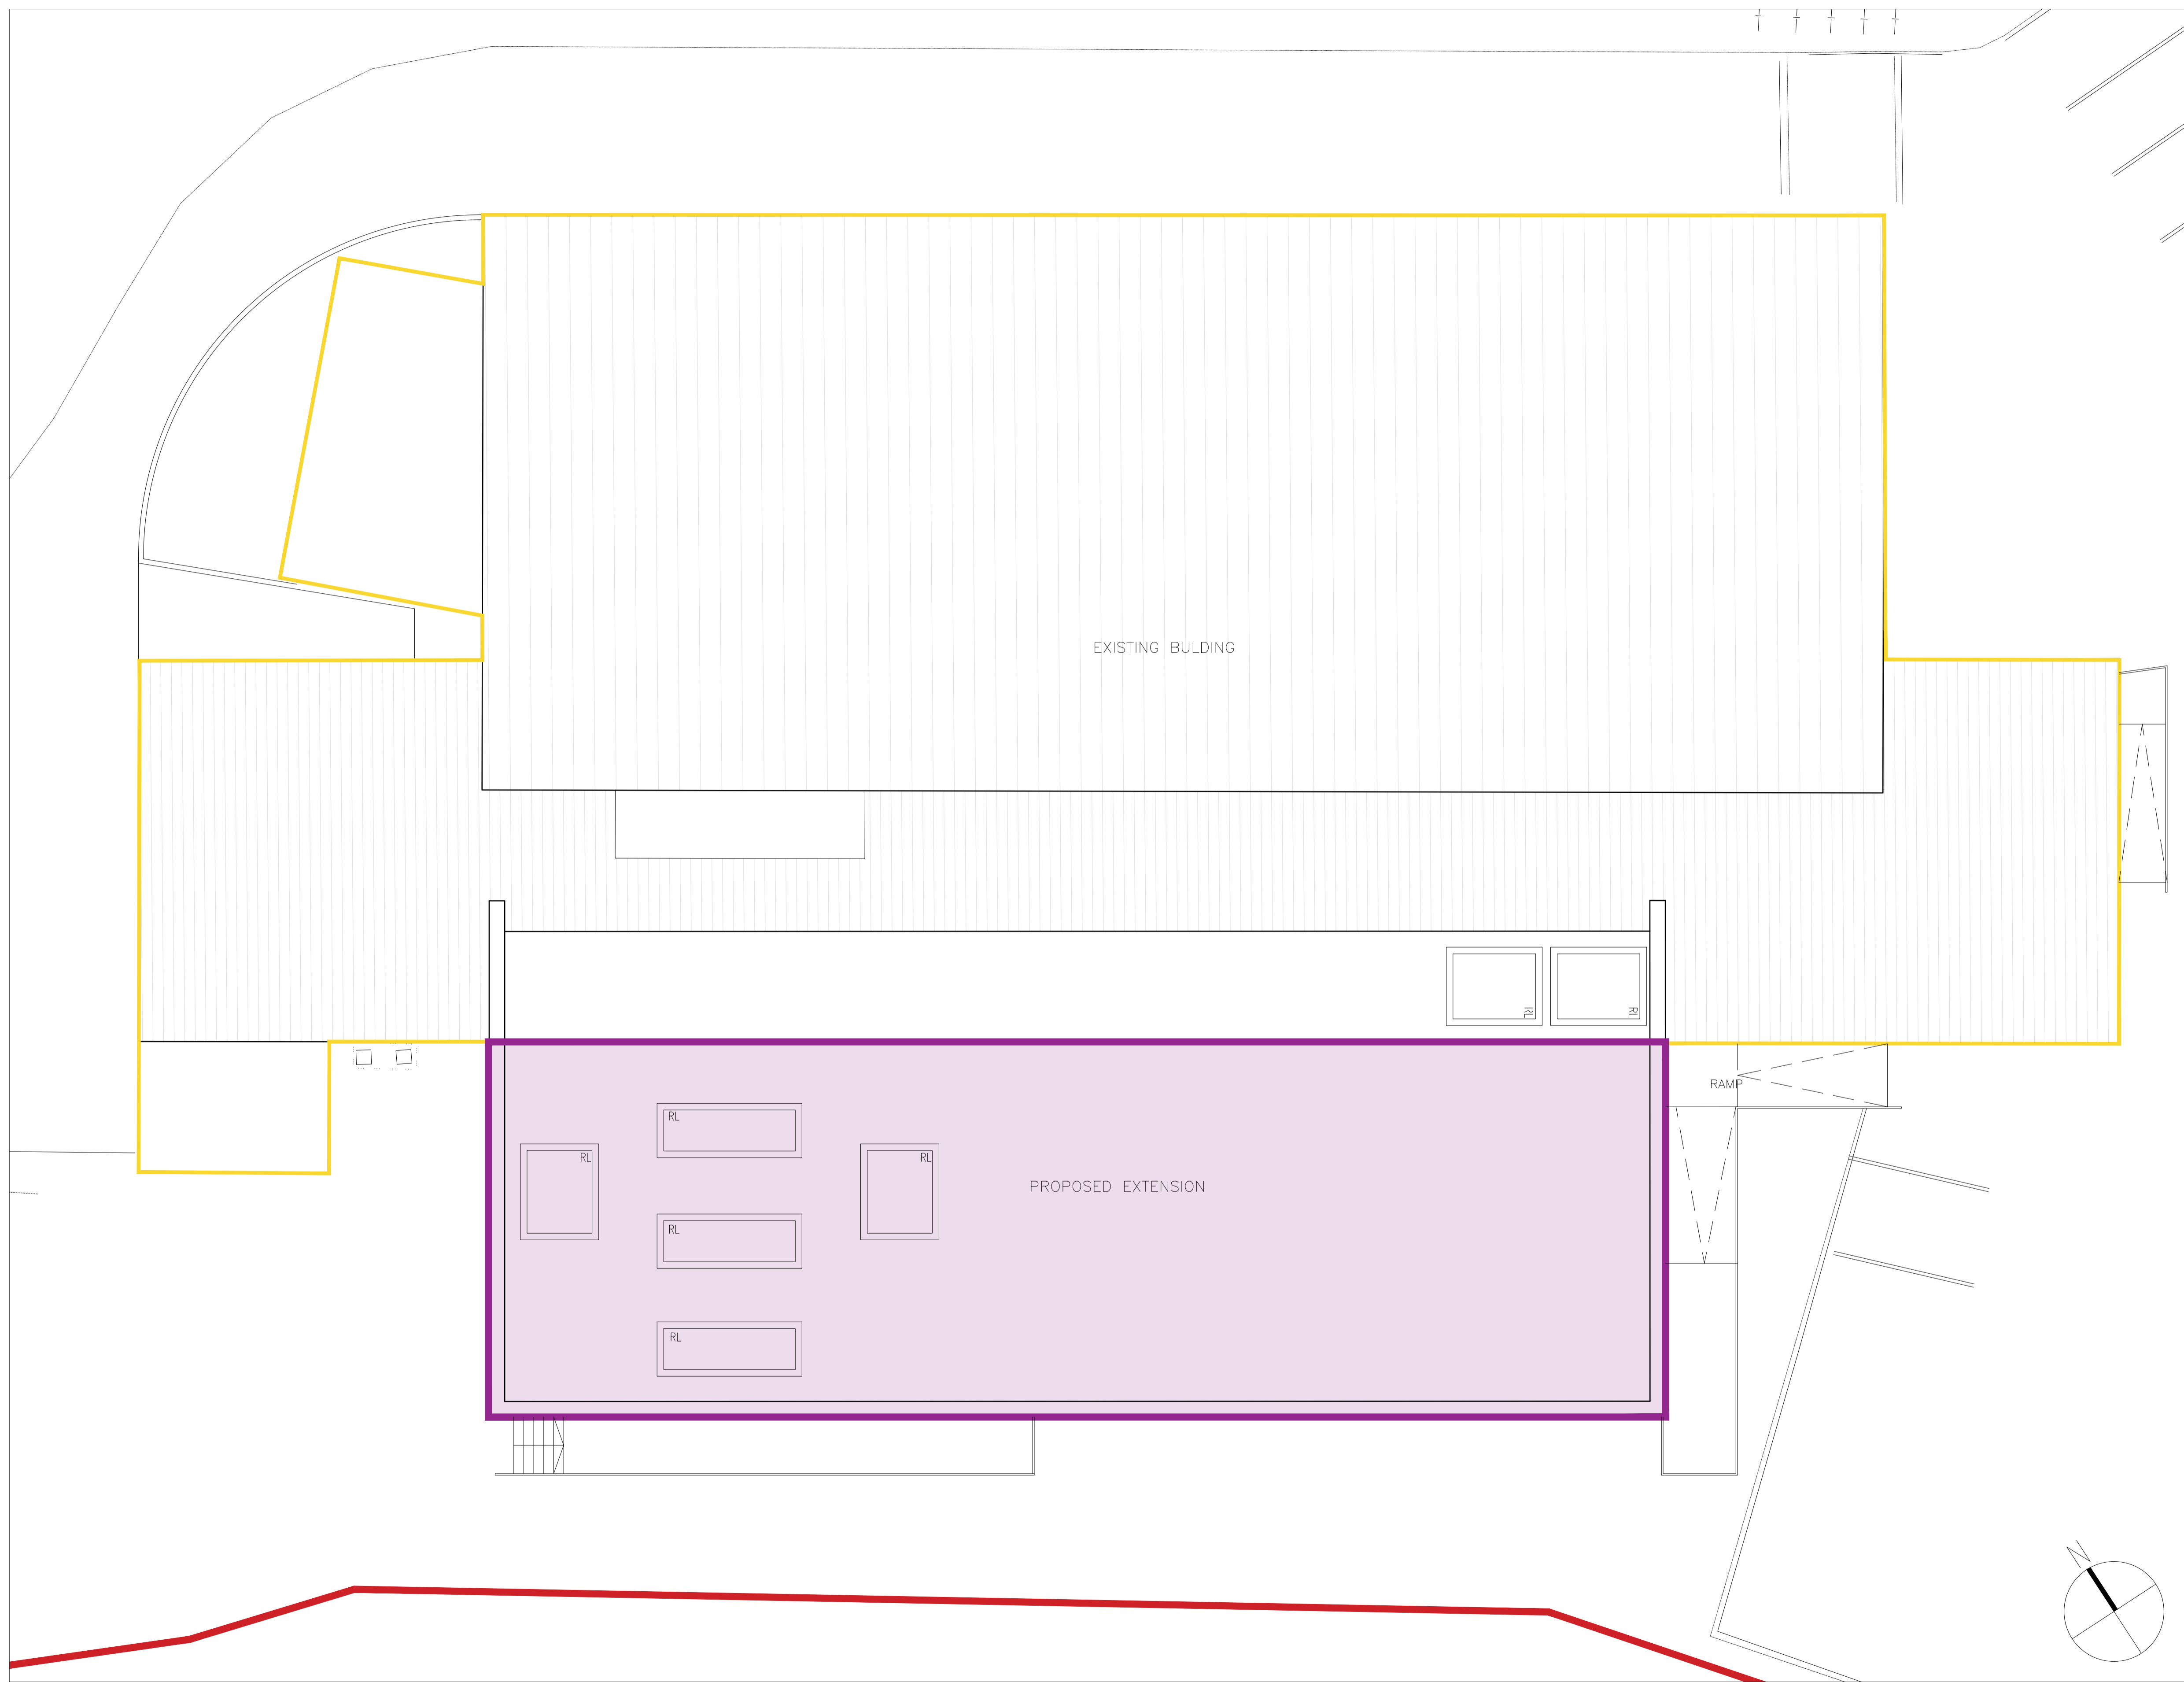 EXISTING BULDING
RL
RL
RAMP
RL
RL
RL
PROPOSED EXTENSION
RL
RL
N